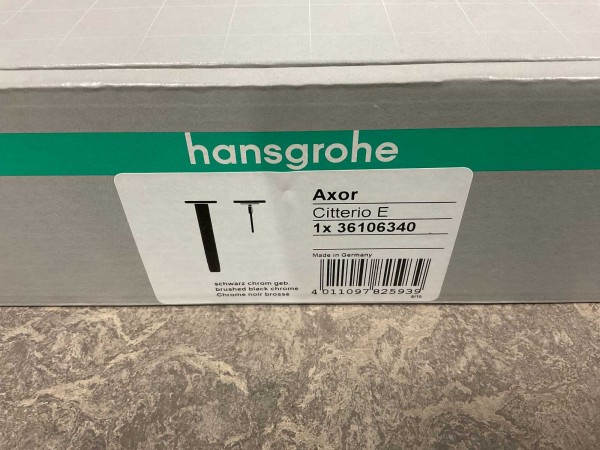 hansgrohe
Axor
Citterio E
1x 36106340
Made in Germany
schwarz chrom geb.
brushed black chrome
Chrome noir brossé
4 011097 825939